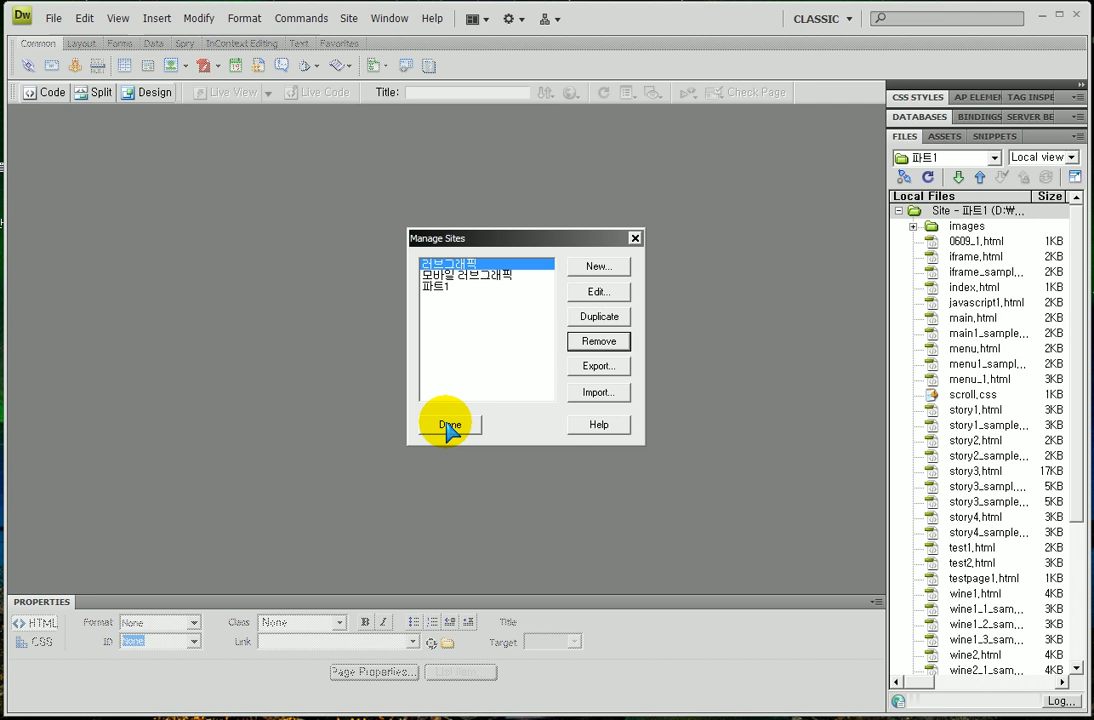 Dw File Edit View Insert Modify Format Commands Site Window Help CLASSIC
Common Layout Forms Data Spry InContext Editing Text Favorites
Code Split Design Live View Live Code Title: Check Page
CSS STYLES AP ELEMEN TAG INSPE
DATABASES BINDINGS SERVER BE
FILES ASSETS SNIPPETS
파트1 Local view
Local Files Size
Site - 파트1 (D:₩...
images
0609_1.html 1KB
iframe.html 2KB
iframe_sampl... 2KB
index.html 1KB
javascript1.html 2KB
main.html 2KB
main1_sample... 2KB
menu.html 2KB
menu1_sampl... 2KB
menu_1.html 3KB
scroll.css 1KB
story1.html 3KB
story1_sample... 3KB
story2.html 2KB
story2_sample... 2KB
story3.html 17KB
story3_sampl... 5KB
story3_sample... 5KB
story4.html 3KB
story4_sample... 3KB
test1.html 2KB
test2.html 3KB
testpage1.html 1KB
wine1.html 4KB
wine1_1_sam... 3KB
wine1_2_sam... 3KB
wine1_3_sam... 3KB
wine2.html 4KB
wine2_1_sam... 4KB
Log...
Manage Sites
러브그래픽
모바일 러브그래픽
파트1
New...
Edit...
Duplicate
Remove
Export...
Import...
Done Help
PROPERTIES
HTML Format None Class None B I Title
CSS ID None Link Target
Page Properties... List Item...